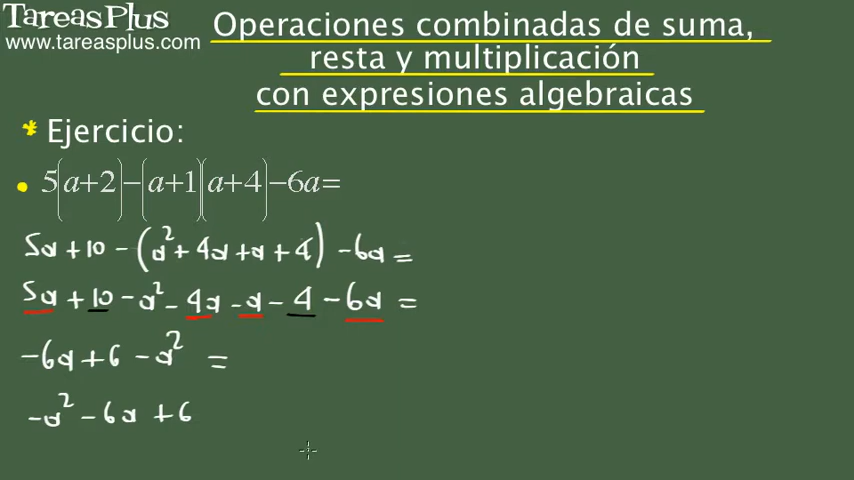 TareasPlus
www.tareasplus.com
Operaciones combinadas de suma,
resta y multiplicación
con expresiones algebraicas
* Ejercicio:
• 5(a+2)−(a+1)(a+4)−6a=
5a + 10 − (a² + 4a + a + 4) − 6a =
5a + 10 − a² − 4a − a − 4 − 6a =
−6a + 6 − a² =
−a² − 6a + 6